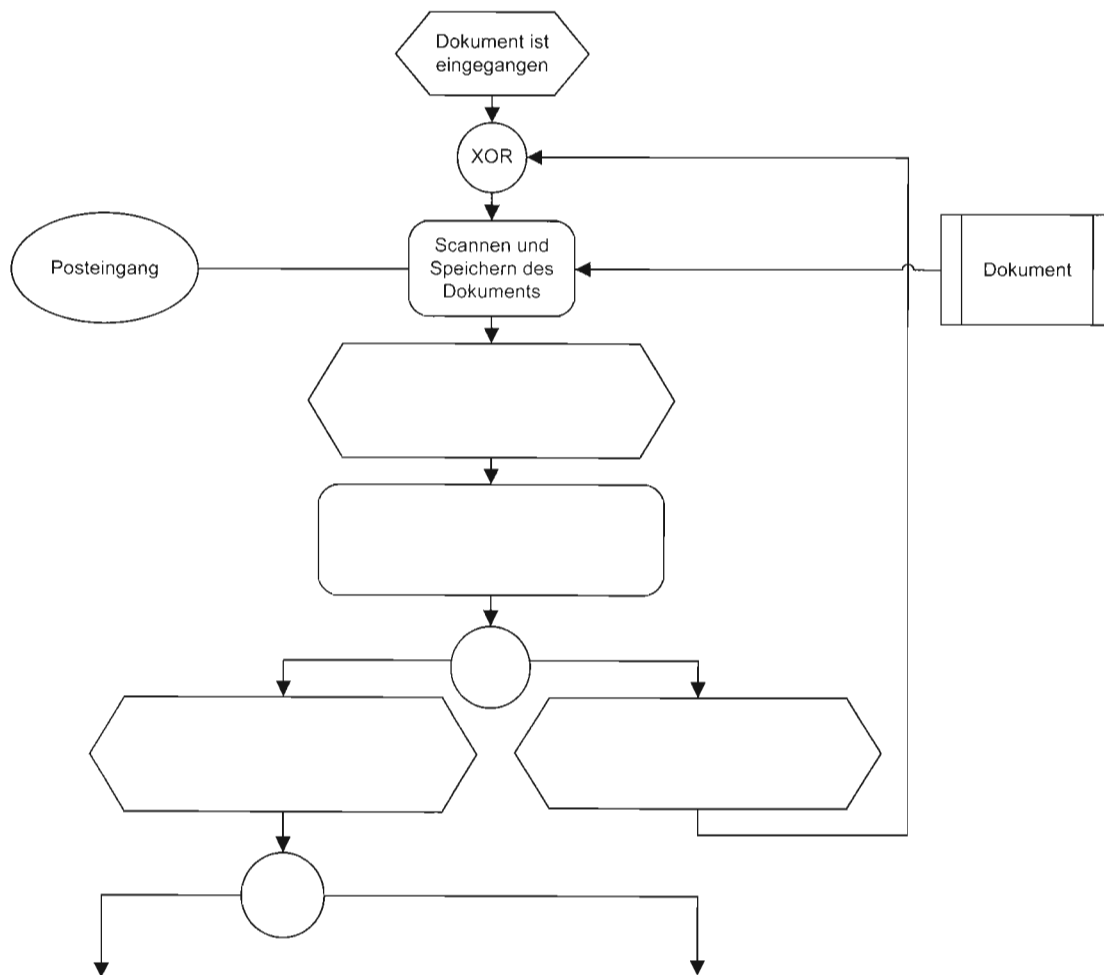 Dokument ist
eingegangen
XOR
Posteingang
Scannen und
Speichern des
Dokuments
Dokument